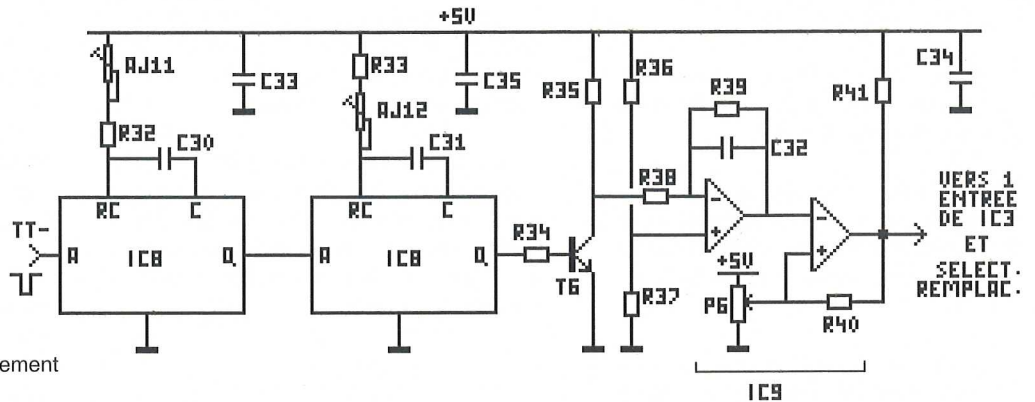 +5V
AJ11
C33
R33
C35
R35
R36
R39
R41
C34
R32
C30
AJ12
C31
C32
R38
RC
C
RC
C
TT-
A
IC8
Q
A
IC8
Q
R34
T6
R37
-
+
-
+
+5V
P6
R40
VERS 1
ENTREE
DE IC3
ET
SELECT.
REMPLAC.
ement
IC9